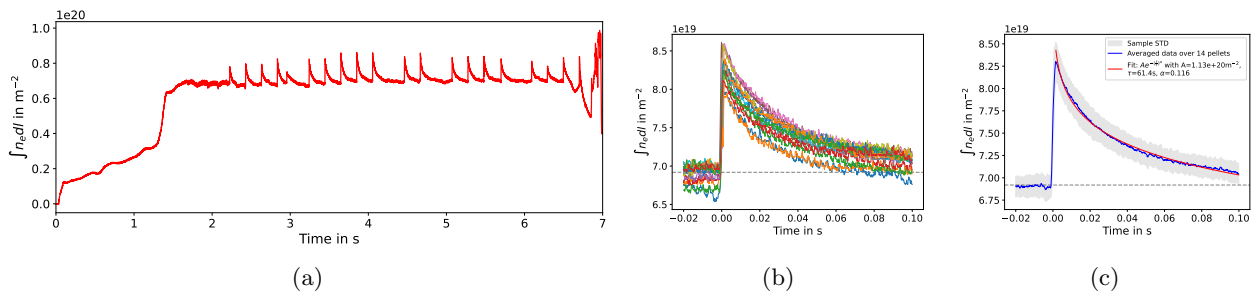 1e20
∫ n_e dl in m⁻²
1.0
0.8
0.6
0.4
0.2
0.0
0 1 2 3 4 5 6 7
Time in s
(a)
1e19
∫ n_e dl in m⁻²
8.5
8.0
7.5
7.0
6.5
−0.02 0.00 0.02 0.04 0.06 0.08 0.10
Time in s
(b)
1e19
∫ n_e dl in m⁻²
8.50
8.25
8.00
7.75
7.50
7.25
7.00
6.75
Sample STD
Averaged data over 14 pellets
Fit: Ae^{−(t/τ)^α} with A=1.13e+20m⁻²,
τ=61.4s, α=0.116
−0.02 0.00 0.02 0.04 0.06 0.08 0.10
Time in s
(c)